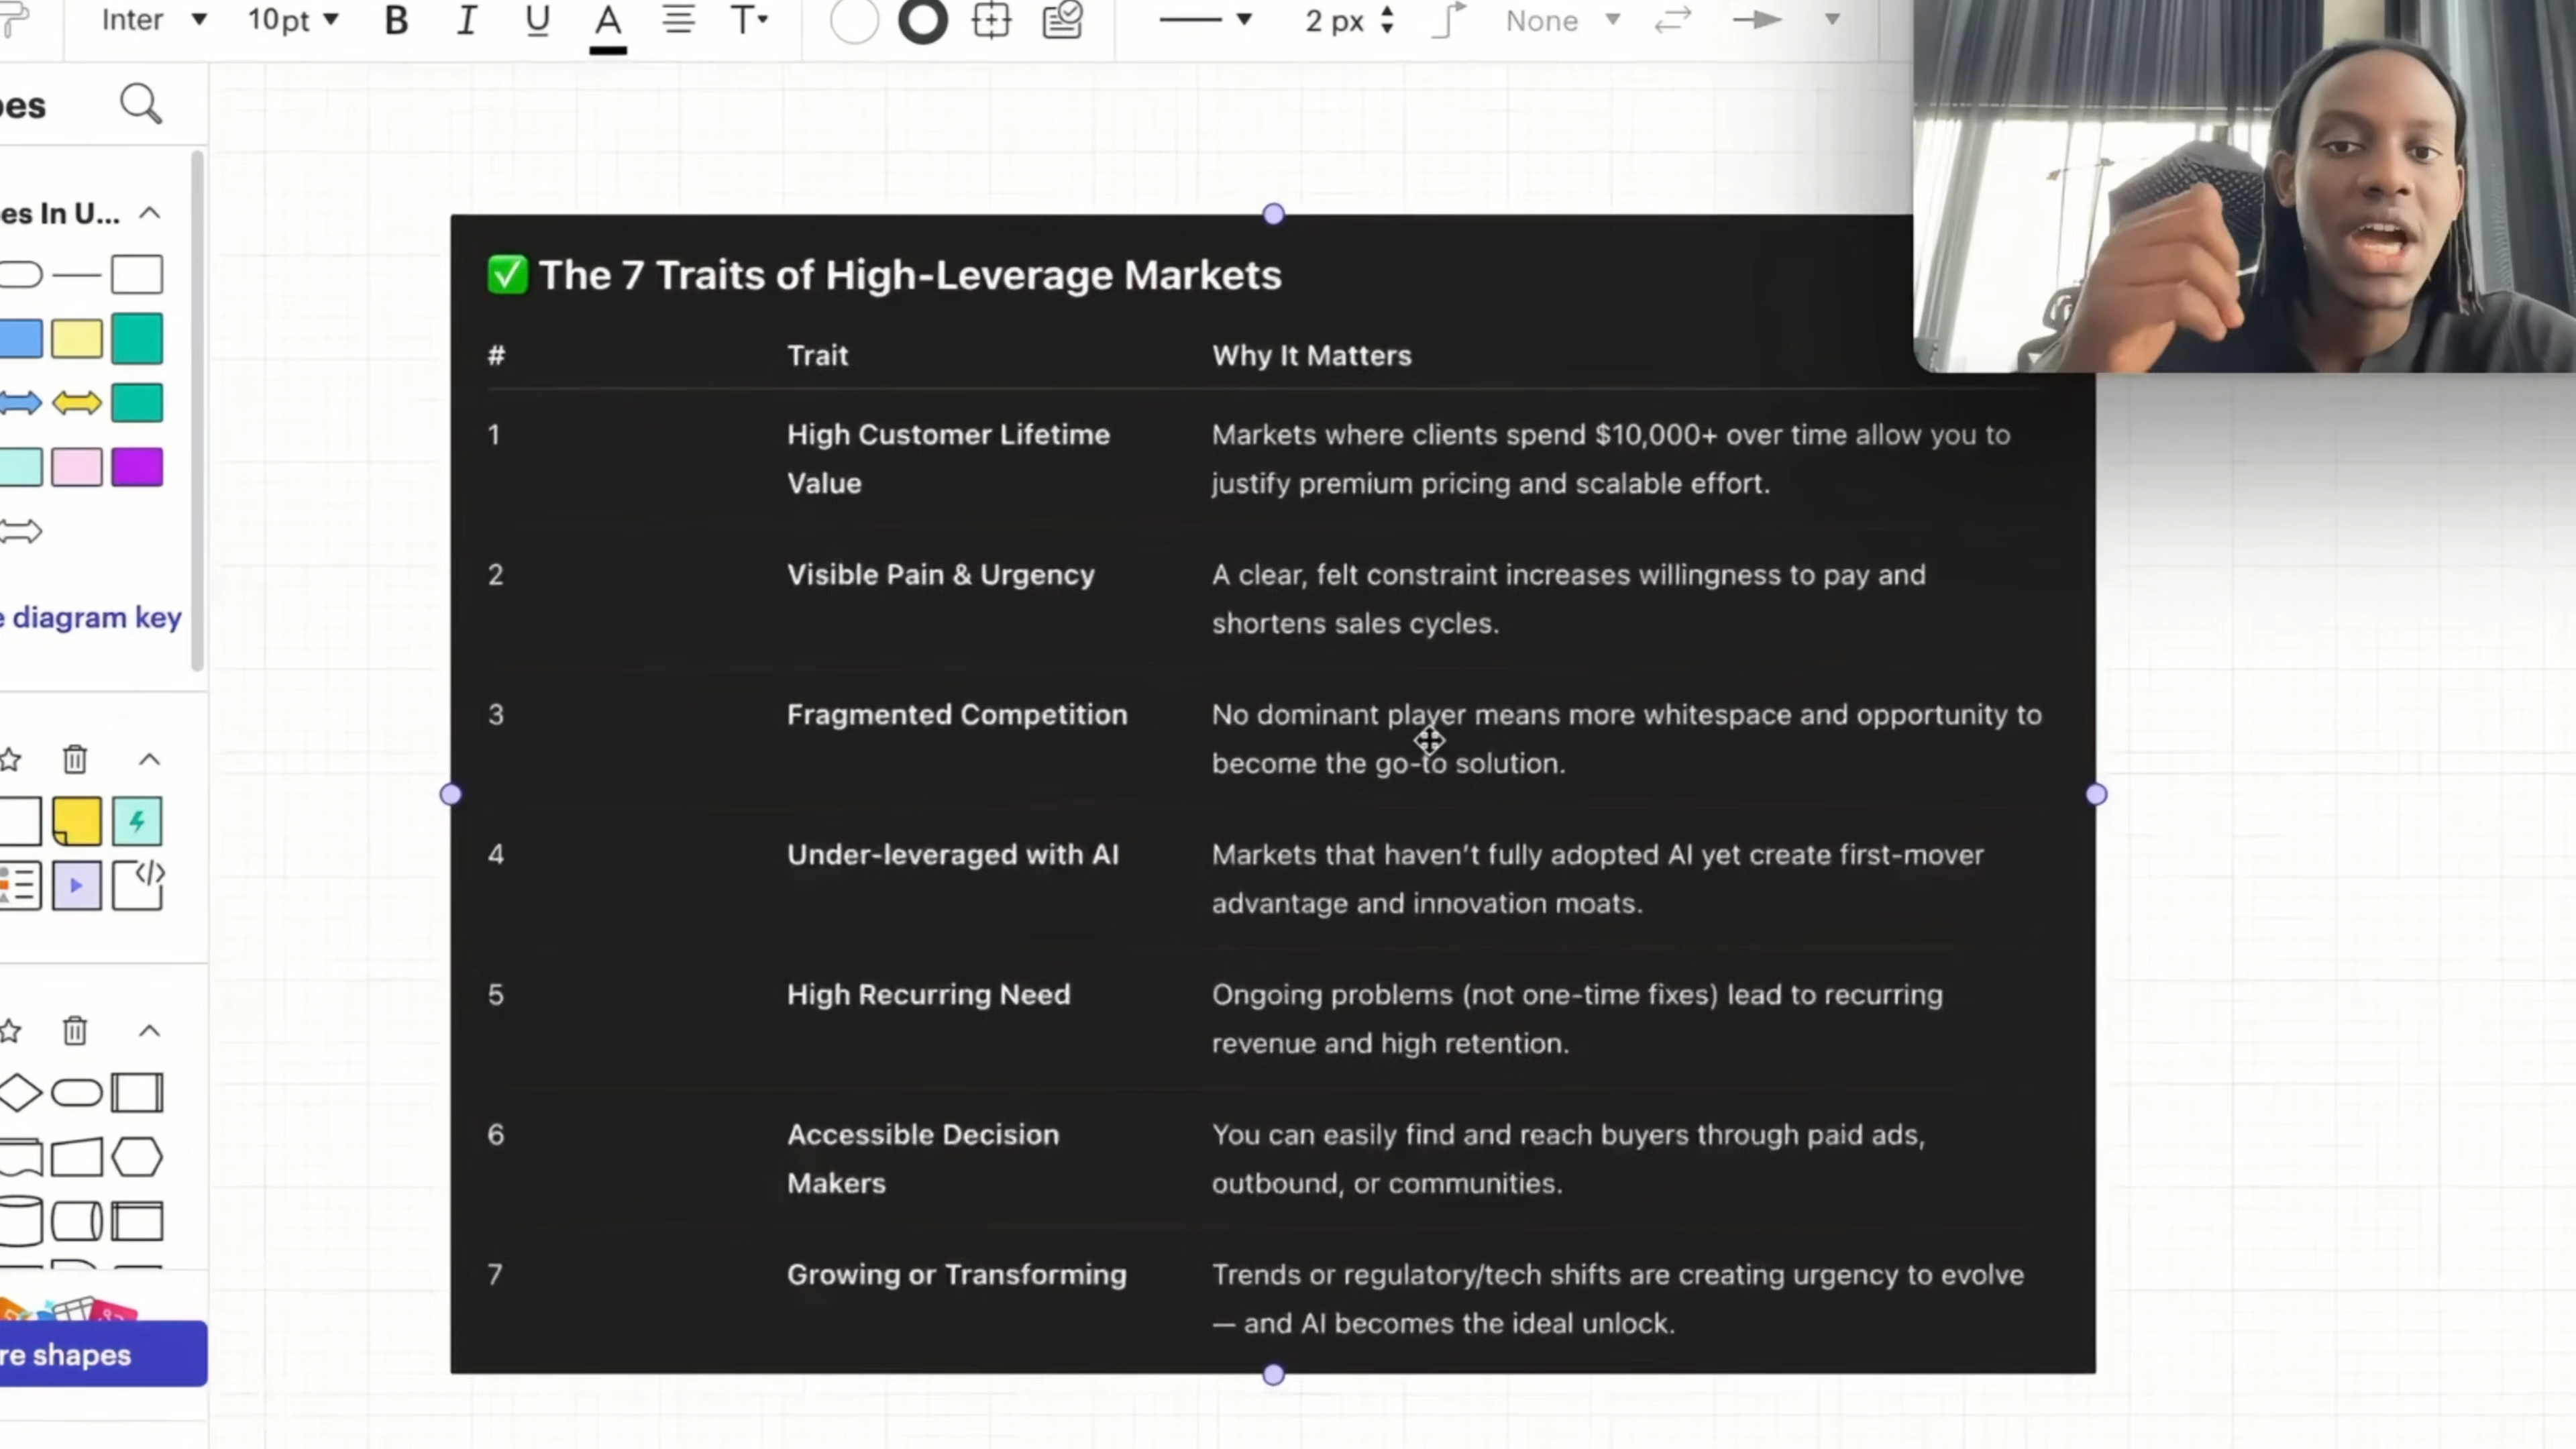 Inter
10pt
B
I
U
A
T
2 px
None
es In U...
diagram key
re shapes
✅ The 7 Traits of High-Leverage Markets
#
Trait
Why It Matters
1
High Customer Lifetime
Value
Markets where clients spend $10,000+ over time allow you to
justify premium pricing and scalable effort.
2
Visible Pain & Urgency
A clear, felt constraint increases willingness to pay and
shortens sales cycles.
3
Fragmented Competition
No dominant player means more whitespace and opportunity to
become the go-to solution.
4
Under-leveraged with AI
Markets that haven't fully adopted AI yet create first-mover
advantage and innovation moats.
5
High Recurring Need
Ongoing problems (not one-time fixes) lead to recurring
revenue and high retention.
6
Accessible Decision
Makers
You can easily find and reach buyers through paid ads,
outbound, or communities.
7
Growing or Transforming
Trends or regulatory/tech shifts are creating urgency to evolve
— and AI becomes the ideal unlock.